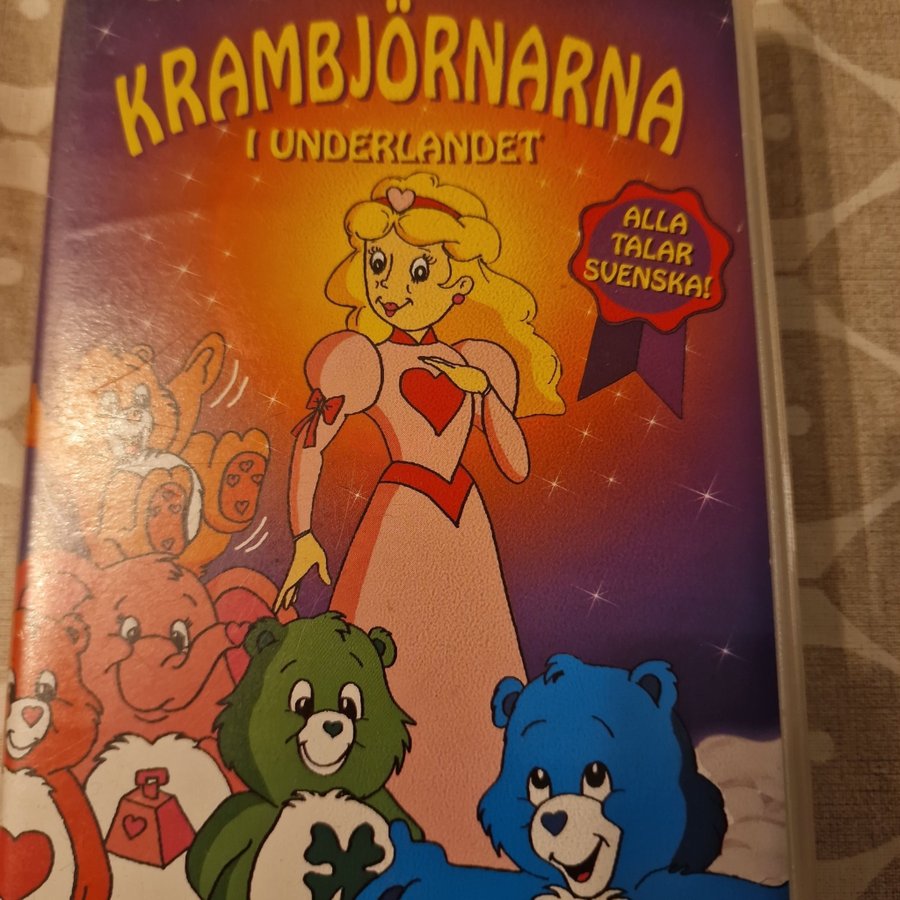 KRAMBJÖRNARNA
I UNDERLANDET
ALLA
TALAR
SVENSKA!